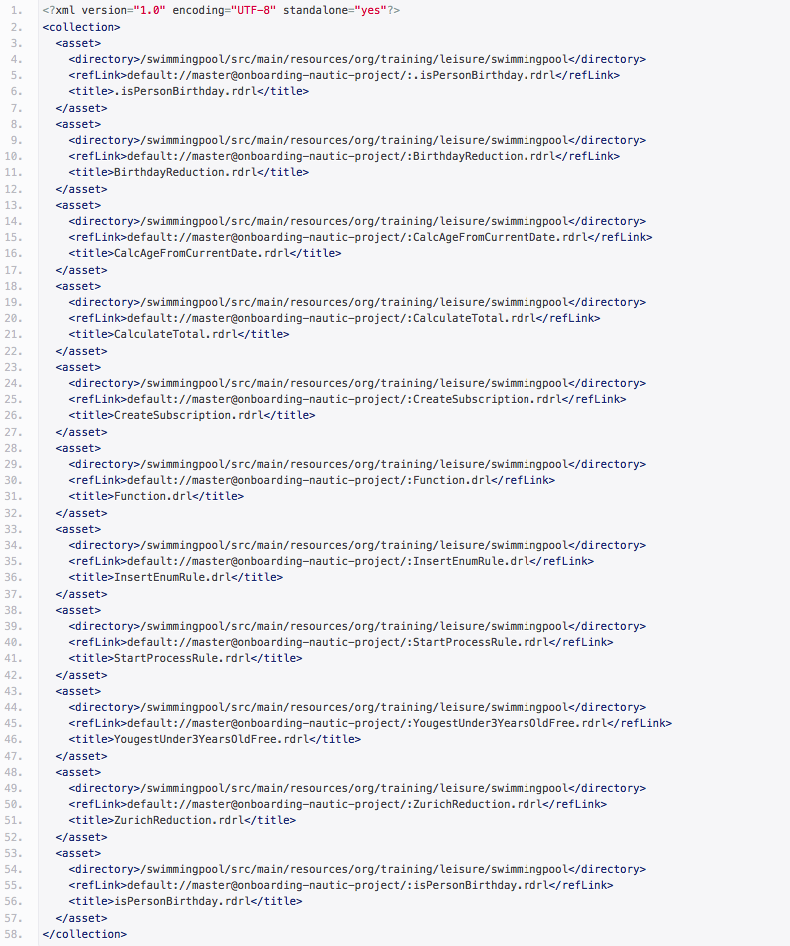 1. <?xml version="1.0" encoding="UTF-8" standalone="yes"?>
2. <collection>
3.   <asset>
4.     <directory>/swimmingpool/src/main/resources/org/training/leisure/swimmingpool</directory>
5.     <refLink>default://master@onboarding-nautic-project/:.isPersonBirthday.rdrl</refLink>
6.     <title>.isPersonBirthday.rdrl</title>
7.   </asset>
8.   <asset>
9.     <directory>/swimmingpool/src/main/resources/org/training/leisure/swimmingpool</directory>
10.     <refLink>default://master@onboarding-nautic-project/:BirthdayReduction.rdrl</refLink>
11.     <title>BirthdayReduction.rdrl</title>
12.   </asset>
13.   <asset>
14.     <directory>/swimmingpool/src/main/resources/org/training/leisure/swimmingpool</directory>
15.     <refLink>default://master@onboarding-nautic-project/:CalcAgeFromCurrentDate.rdrl</refLink>
16.     <title>CalcAgeFromCurrentDate.rdrl</title>
17.   </asset>
18.   <asset>
19.     <directory>/swimmingpool/src/main/resources/org/training/leisure/swimmingpool</directory>
20.     <refLink>default://master@onboarding-nautic-project/:CalculateTotal.rdrl</refLink>
21.     <title>CalculateTotal.rdrl</title>
22.   </asset>
23.   <asset>
24.     <directory>/swimmingpool/src/main/resources/org/training/leisure/swimmingpool</directory>
25.     <refLink>default://master@onboarding-nautic-project/:CreateSubscription.rdrl</refLink>
26.     <title>CreateSubscription.rdrl</title>
27.   </asset>
28.   <asset>
29.     <directory>/swimmingpool/src/main/resources/org/training/leisure/swimmingpool</directory>
30.     <refLink>default://master@onboarding-nautic-project/:Function.drl</refLink>
31.     <title>Function.drl</title>
32.   </asset>
33.   <asset>
34.     <directory>/swimmingpool/src/main/resources/org/training/leisure/swimmingpool</directory>
35.     <refLink>default://master@onboarding-nautic-project/:InsertEnumRule.drl</refLink>
36.     <title>InsertEnumRule.drl</title>
37.   </asset>
38.   <asset>
39.     <directory>/swimmingpool/src/main/resources/org/training/leisure/swimmingpool</directory>
40.     <refLink>default://master@onboarding-nautic-project/:StartProcessRule.rdrl</refLink>
41.     <title>StartProcessRule.rdrl</title>
42.   </asset>
43.   <asset>
44.     <directory>/swimmingpool/src/main/resources/org/training/leisure/swimmingpool</directory>
45.     <refLink>default://master@onboarding-nautic-project/:YougestUnder3YearsOldFree.rdrl</refLink>
46.     <title>YougestUnder3YearsOldFree.rdrl</title>
47.   </asset>
48.   <asset>
49.     <directory>/swimmingpool/src/main/resources/org/training/leisure/swimmingpool</directory>
50.     <refLink>default://master@onboarding-nautic-project/:ZurichReduction.rdrl</refLink>
51.     <title>ZurichReduction.rdrl</title>
52.   </asset>
53.   <asset>
54.     <directory>/swimmingpool/src/main/resources/org/training/leisure/swimmingpool</directory>
55.     <refLink>default://master@onboarding-nautic-project/:isPersonBirthday.rdrl</refLink>
56.     <title>isPersonBirthday.rdrl</title>
57.   </asset>
58. </collection>